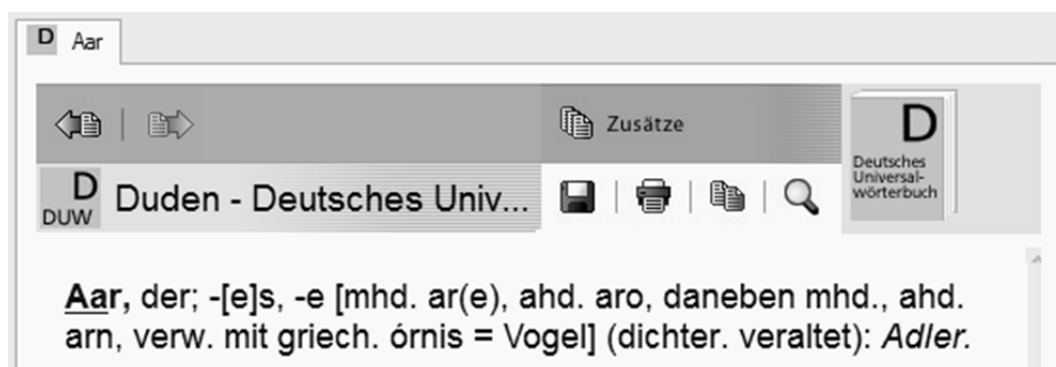 D Aar
Zusätze
D
Deutsches
Universal-
wörterbuch
D
DUW
Duden - Deutsches Univ...
Aar, der; -[e]s, -e [mhd. ar(e), ahd. aro, daneben mhd., ahd.
arn, verw. mit griech. órnis = Vogel] (dichter. veraltet): Adler.